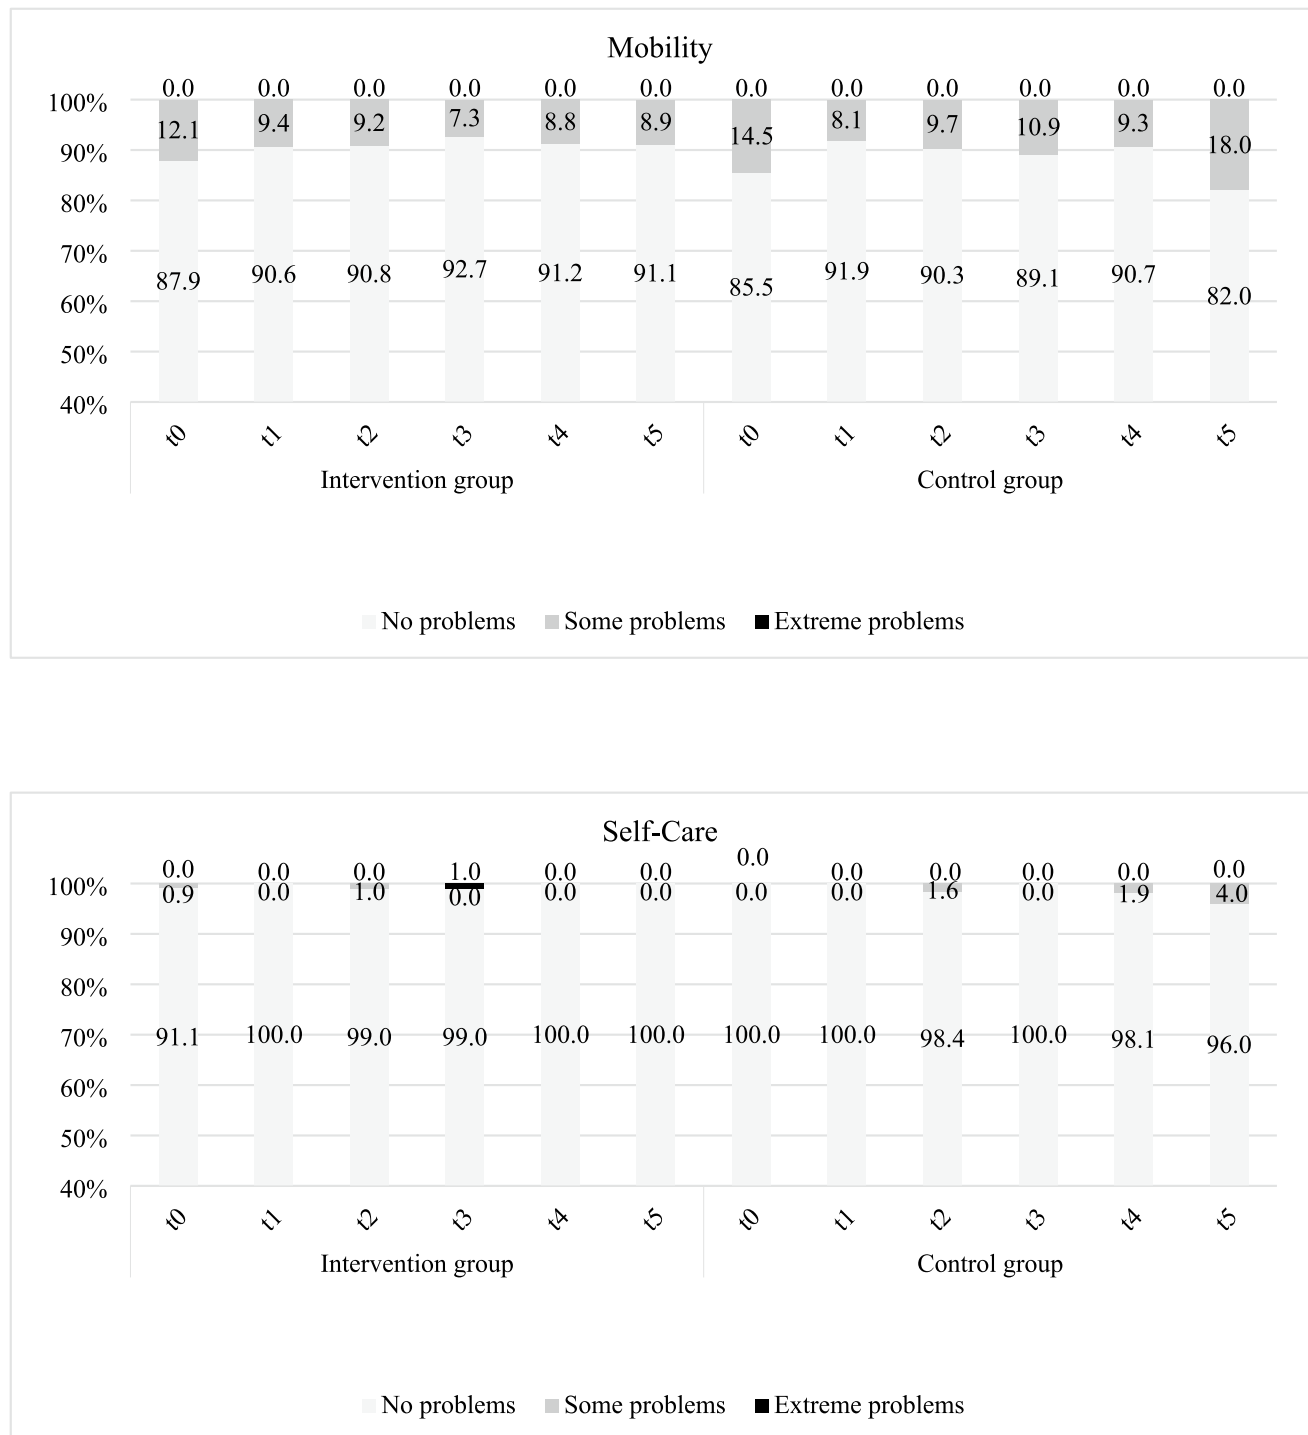 Mobility
0.0 0.0 0.0 0.0 0.0 0.0 0.0 0.0 0.0 0.0 0.0 0.0
100%
12.1 9.4 9.2 7.3 8.8 8.9 14.5 8.1 9.7 10.9 9.3 18.0
90%
80%
70%
87.9 90.6 90.8 92.7 91.2 91.1 85.5 91.9 90.3 89.1 90.7 82.0
60%
50%
40%
t0 t1 t2 t3 t4 t5 t0 t1 t2 t3 t4 t5
Intervention group Control group
No problems Some problems Extreme problems
Self-Care
0.0 0.0 0.0 1.0 0.0 0.0 0.0 0.0 0.0 0.0 0.0 0.0
100%
0.9 0.0 1.0 0.0 0.0 0.0 0.0 0.0 1.6 0.0 1.9 4.0
90%
80%
70%
91.1 100.0 99.0 99.0 100.0 100.0 100.0 100.0 98.4 100.0 98.1 96.0
60%
50%
40%
t0 t1 t2 t3 t4 t5 t0 t1 t2 t3 t4 t5
Intervention group Control group
No problems Some problems Extreme problems